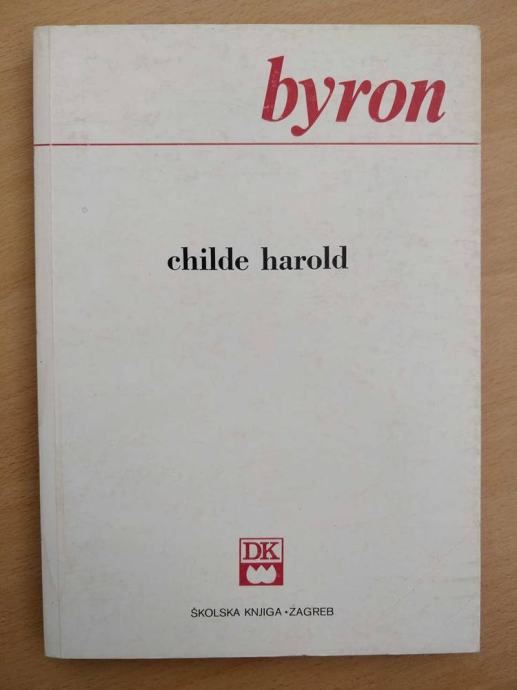 byron
childe harold
DK
ŠKOLSKA KNJIGA • ZAGREB